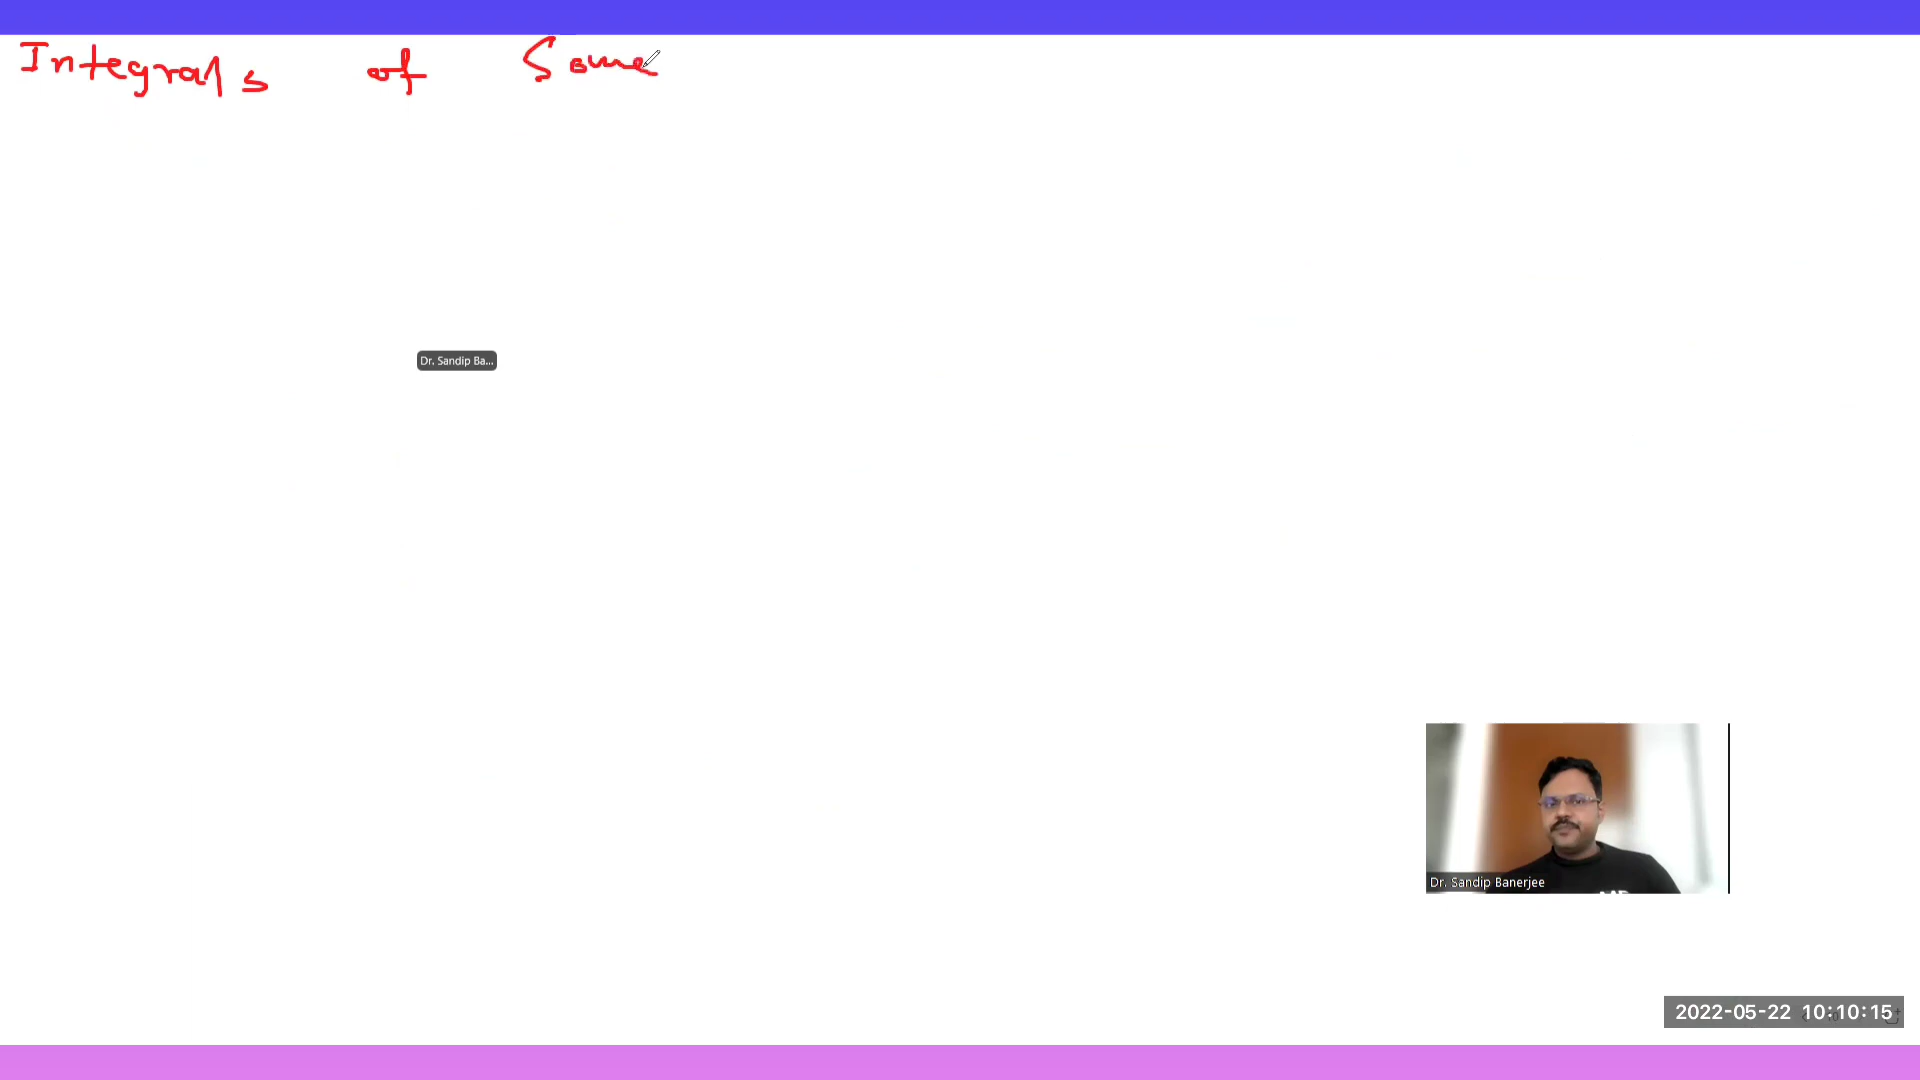 Integrals of Some
Dr. Sandip Ba...
Dr. Sandip Banerjee
2022-05-22 10:10:15